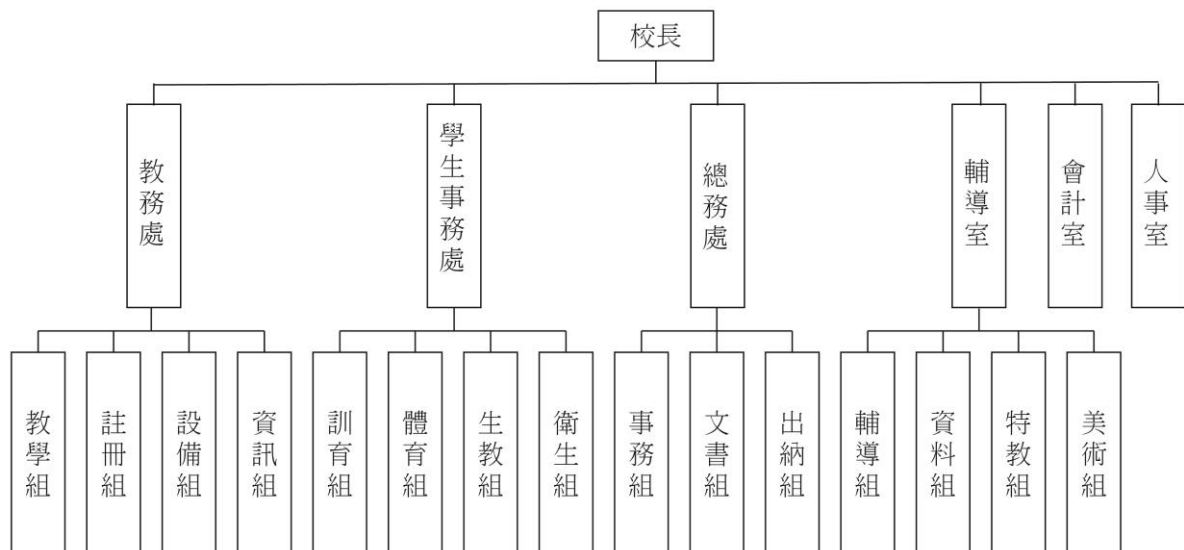 校長
教務處
學生事務處
總務處
輔導室
會計室
人事室
教學組
註冊組
設備組
資訊組
訓育組
體育組
生教組
衛生組
事務組
文書組
出納組
輔導組
資料組
特教組
美術組